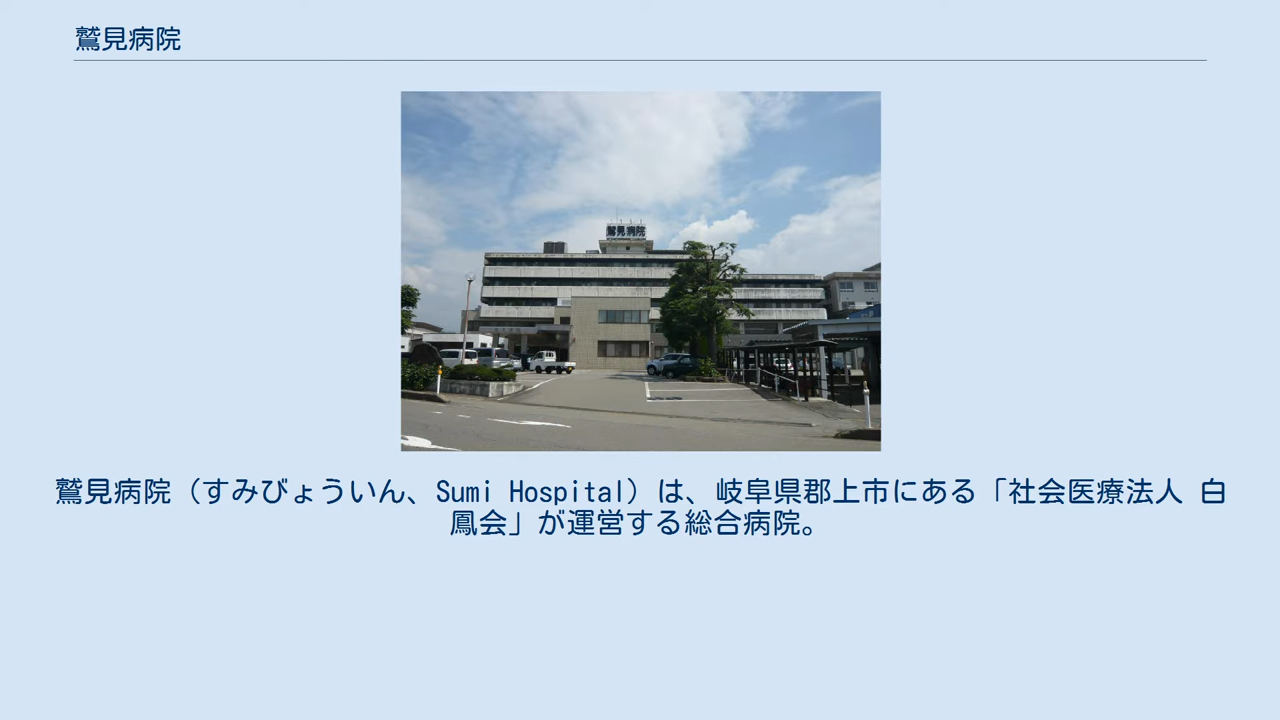 鷲見病院
鷲見病院
鷲見病院（すみびょういん、Sumi Hospital）は、岐阜県郡上市にある「社会医療法人 白
鳳会」が運営する総合病院。